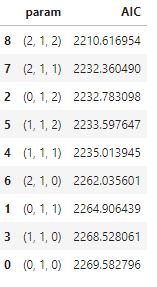 param AIC
8 (2, 1, 2) 2210.616954
7 (2, 1, 1) 2232.360490
2 (0, 1, 2) 2232.783098
5 (1, 1, 2) 2233.597647
4 (1, 1, 1) 2235.013945
6 (2, 1, 0) 2262.035601
1 (0, 1, 1) 2264.906439
3 (1, 1, 0) 2268.528061
0 (0, 1, 0) 2269.582796